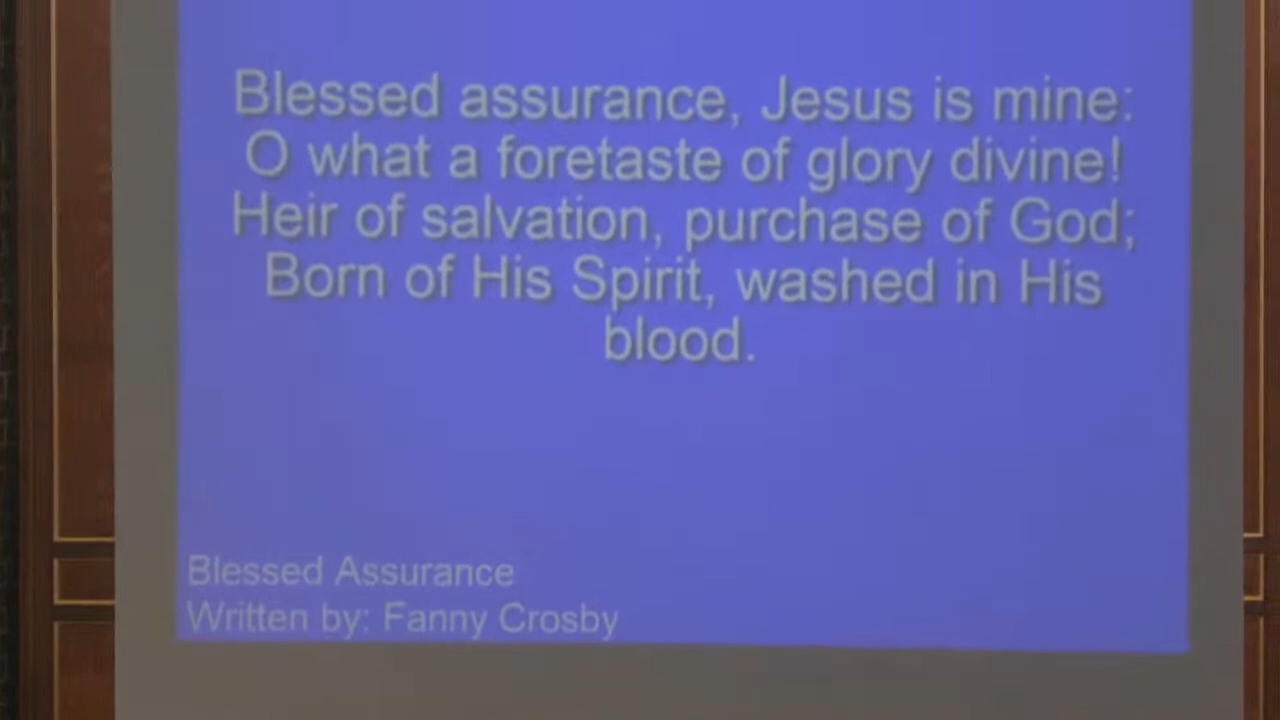 Blessed assurance, Jesus is mine:
O what a foretaste of glory divine!
Heir of salvation, purchase of God;
Born of His Spirit, washed in His
blood.
Blessed Assurance
Written by: Fanny Crosby